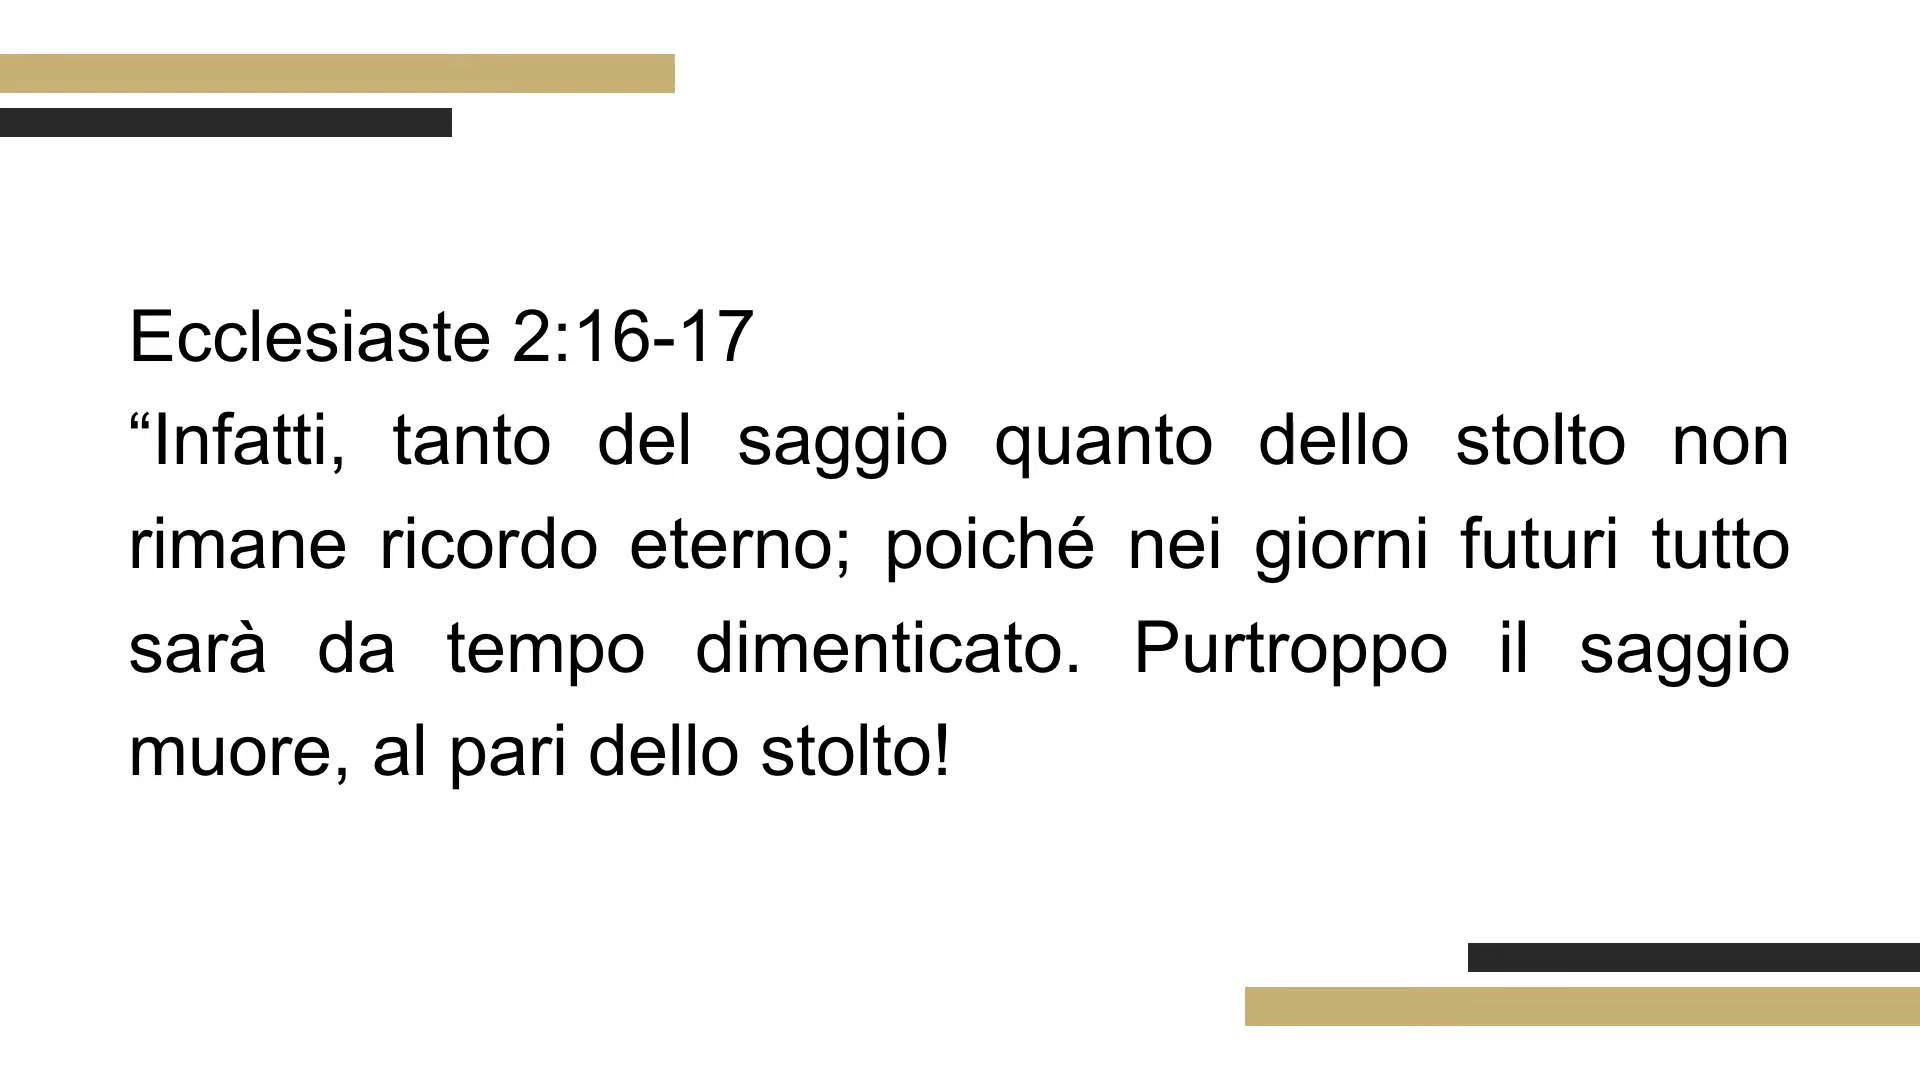 Ecclesiaste 2:16-17
“Infatti, tanto del saggio quanto dello stolto non
rimane ricordo eterno; poiché nei giorni futuri tutto
sarà da tempo dimenticato. Purtroppo il saggio
muore, al pari dello stolto!